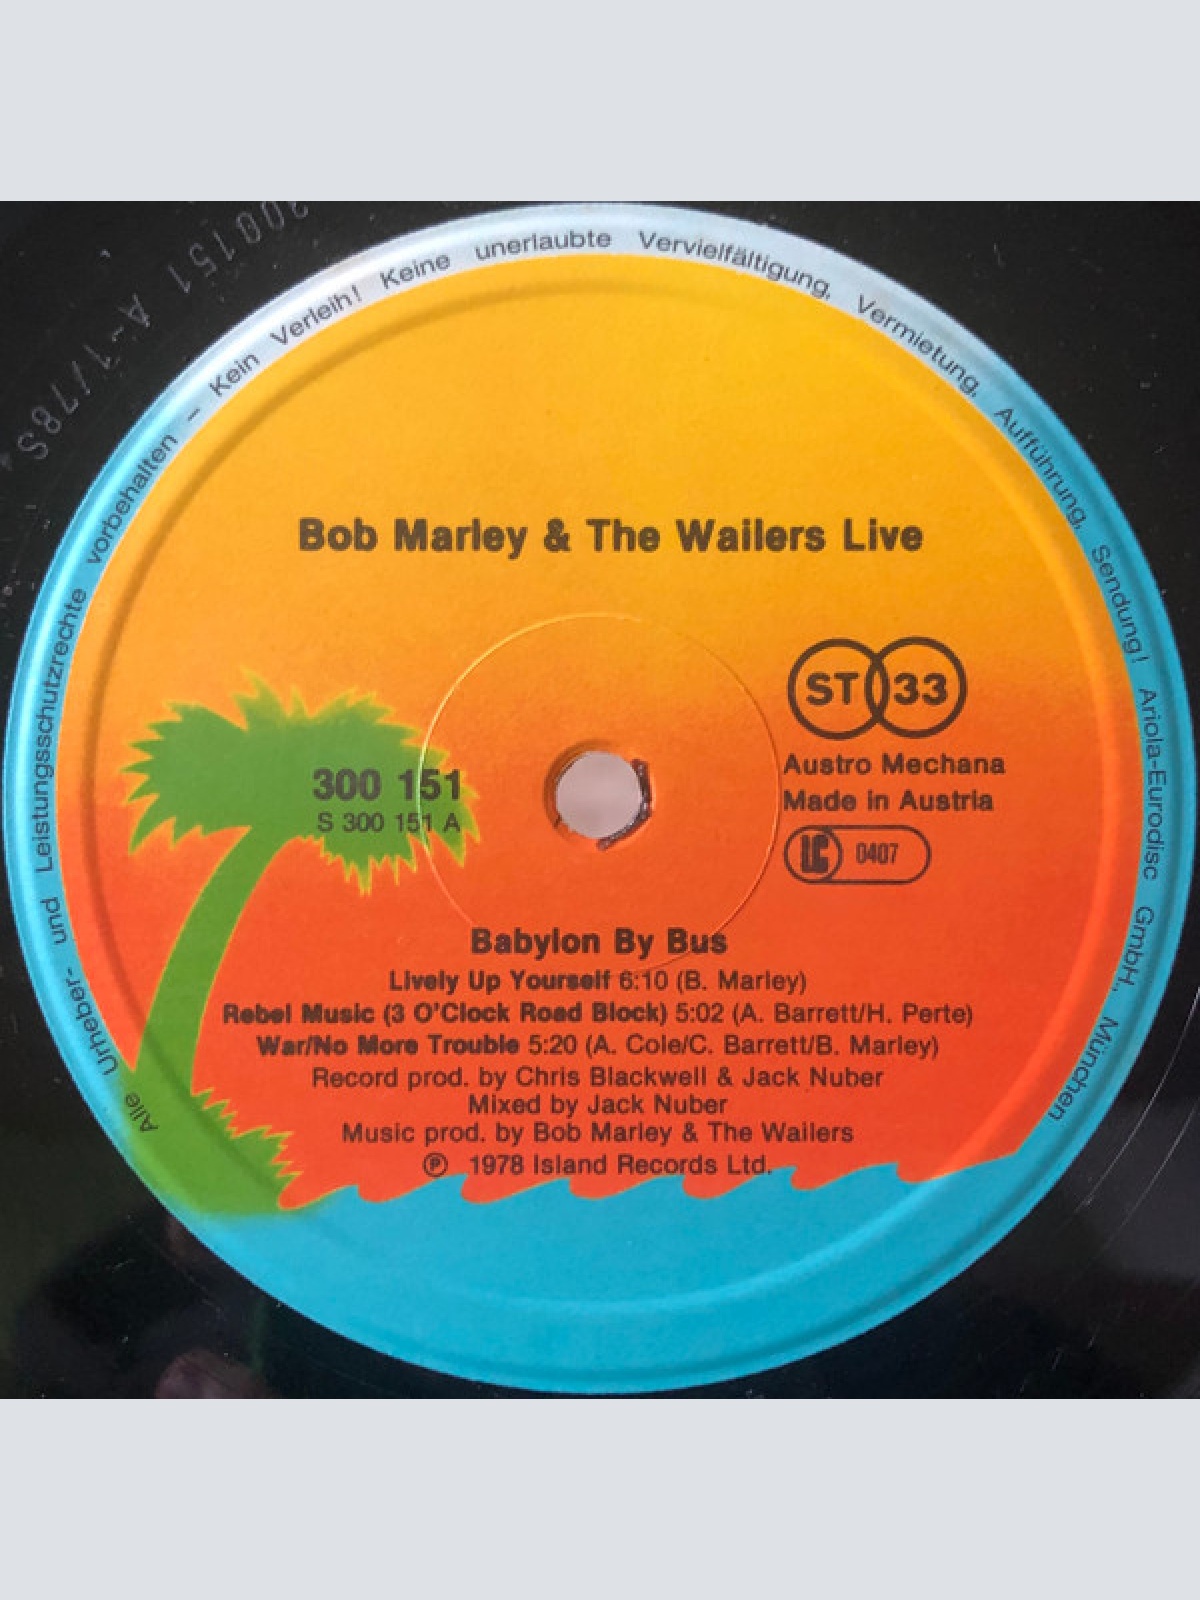 300151 A-1/78S
Alle Urheber- und Leistungsschutzrechte vorbehalten – Kein Verleih! Keine unerlaubte Vervielfältigung, Vermietung, Aufführung, Sendung! Ariola-Eurodisc GmbH., München
Bob Marley & The Wailers Live
ST 33
Austro Mechana
Made in Austria
LC 0407
300 151
S 300 151 A
Babylon By Bus
Lively Up Yourself 6:10 (B. Marley)
Rebel Music (3 O'Clock Road Block) 5:02 (A. Barrett/H. Perte)
War/No More Trouble 5:20 (A. Cole/C. Barrett/B. Marley)
Record prod. by Chris Blackwell & Jack Nuber
Mixed by Jack Nuber
Music prod. by Bob Marley & The Wailers
℗ 1978 Island Records Ltd.